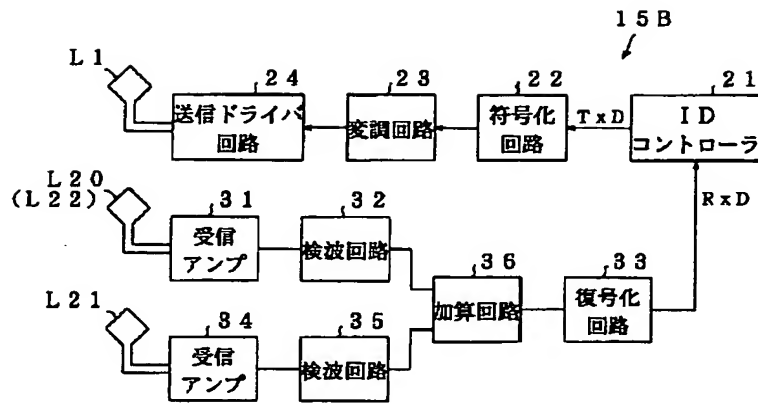 15B
L1
24
送信ドライバ
回路
23
変調回路
22
符号化
回路
TxD
21
ID
コントローラ
RxD
L20
(L22)
31
受信
アンプ
32
検波回路
36
加算回路
33
復号化
回路
L21
34
受信
アンプ
35
検波回路